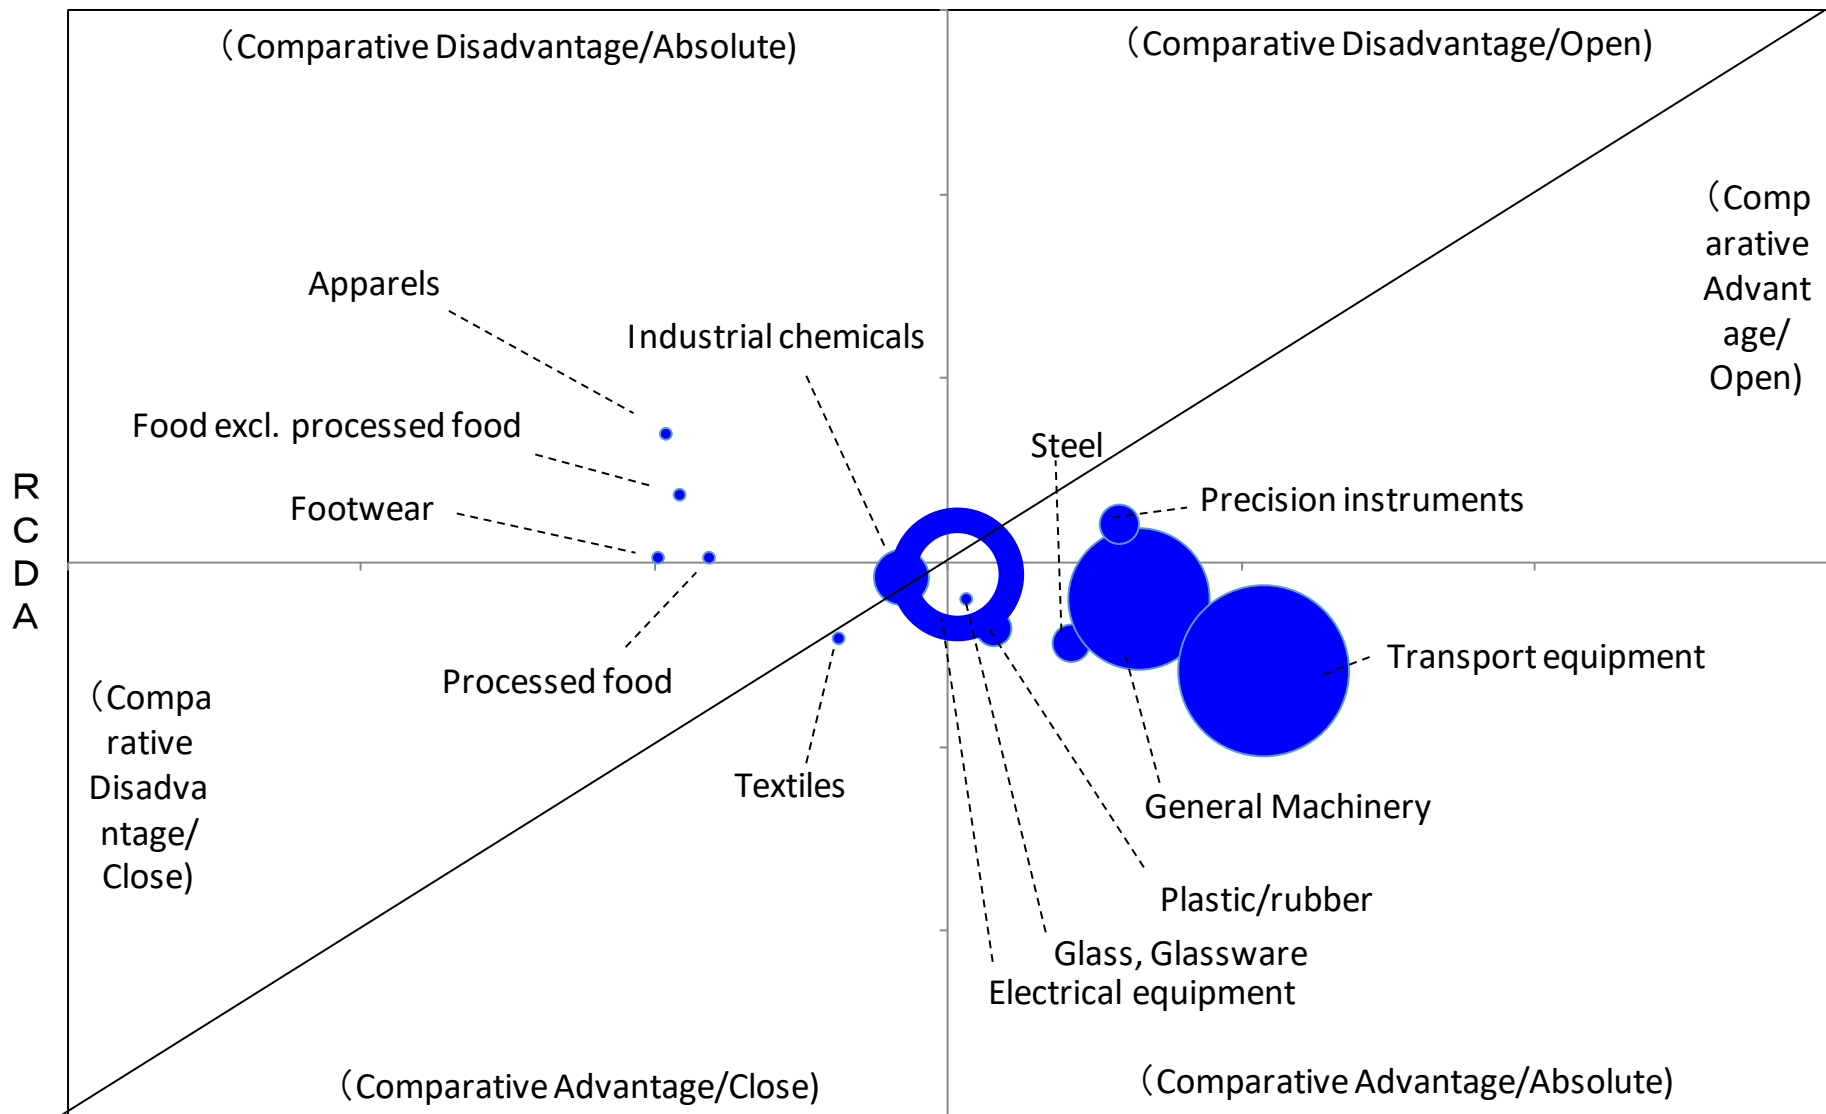 （Comparative Disadvantage/Absolute)
（Comparative Disadvantage/Open)
（Comp
arative
Advant
age/
Open)
Apparels
Industrial chemicals
Food excl. processed food
Steel
Footwear
Precision instruments
R
C
D
A
Processed food
Transport equipment
（Compa
rative
Disadva
ntage/
Close)
Textiles
General Machinery
Plastic/rubber
Glass, Glassware
Electrical equipment
（Comparative Advantage/Close)
（Comparative Advantage/Absolute)